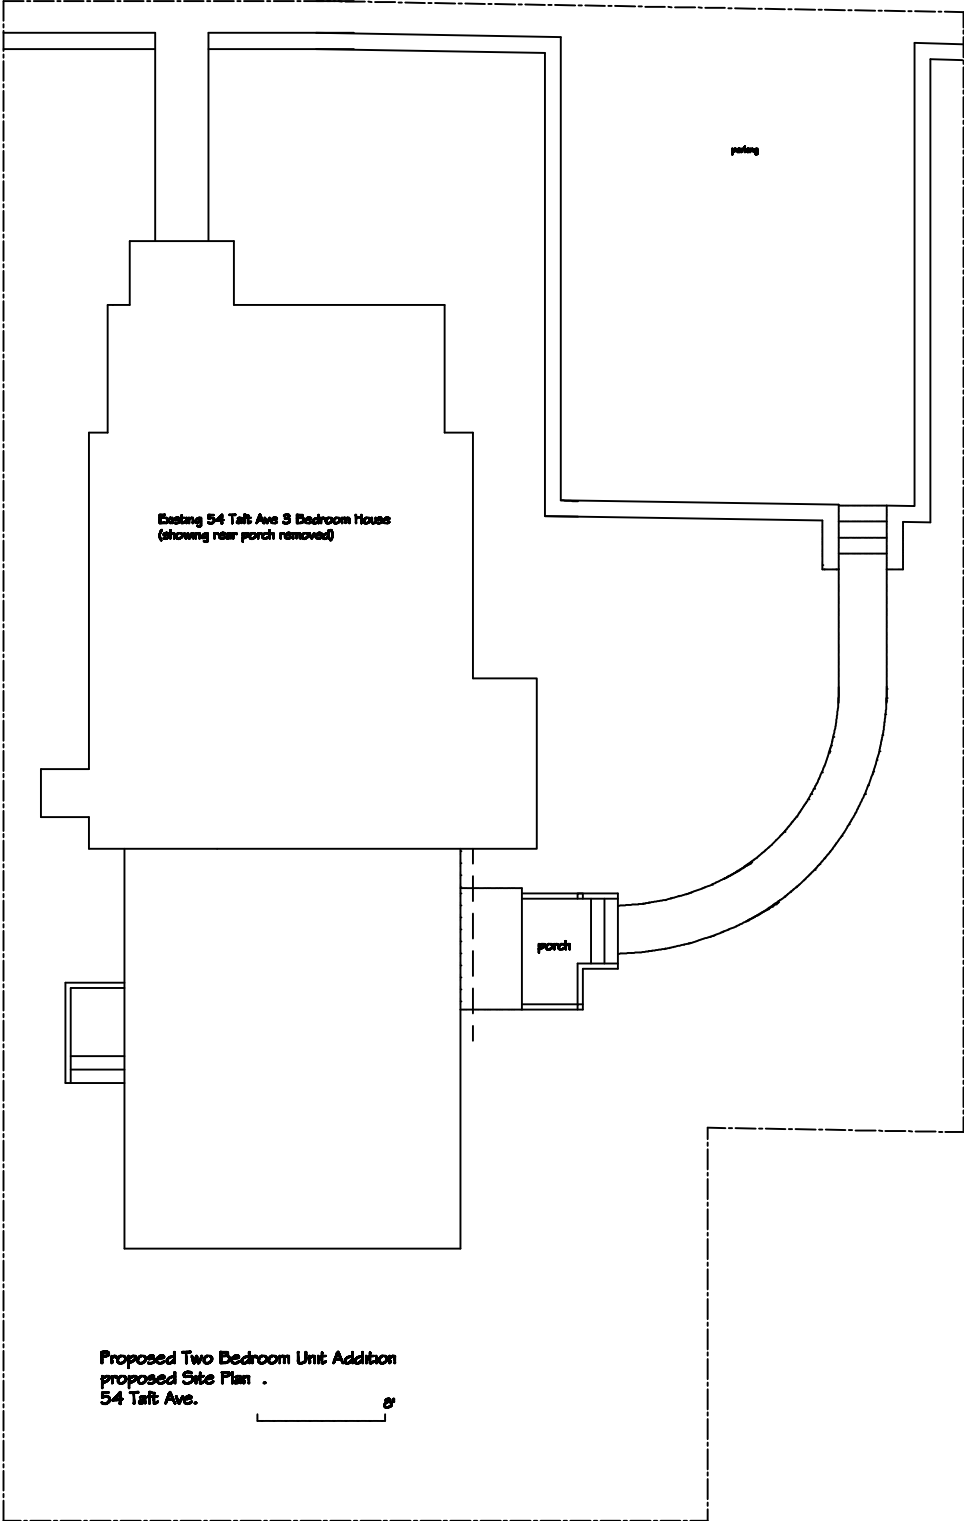 parking
Existing 54 Taft Ave 3 Bedroom House
(showing rear porch removed)
porch
Proposed Two Bedroom Unit Addition
proposed Site Plan .
54 Taft Ave.
8'